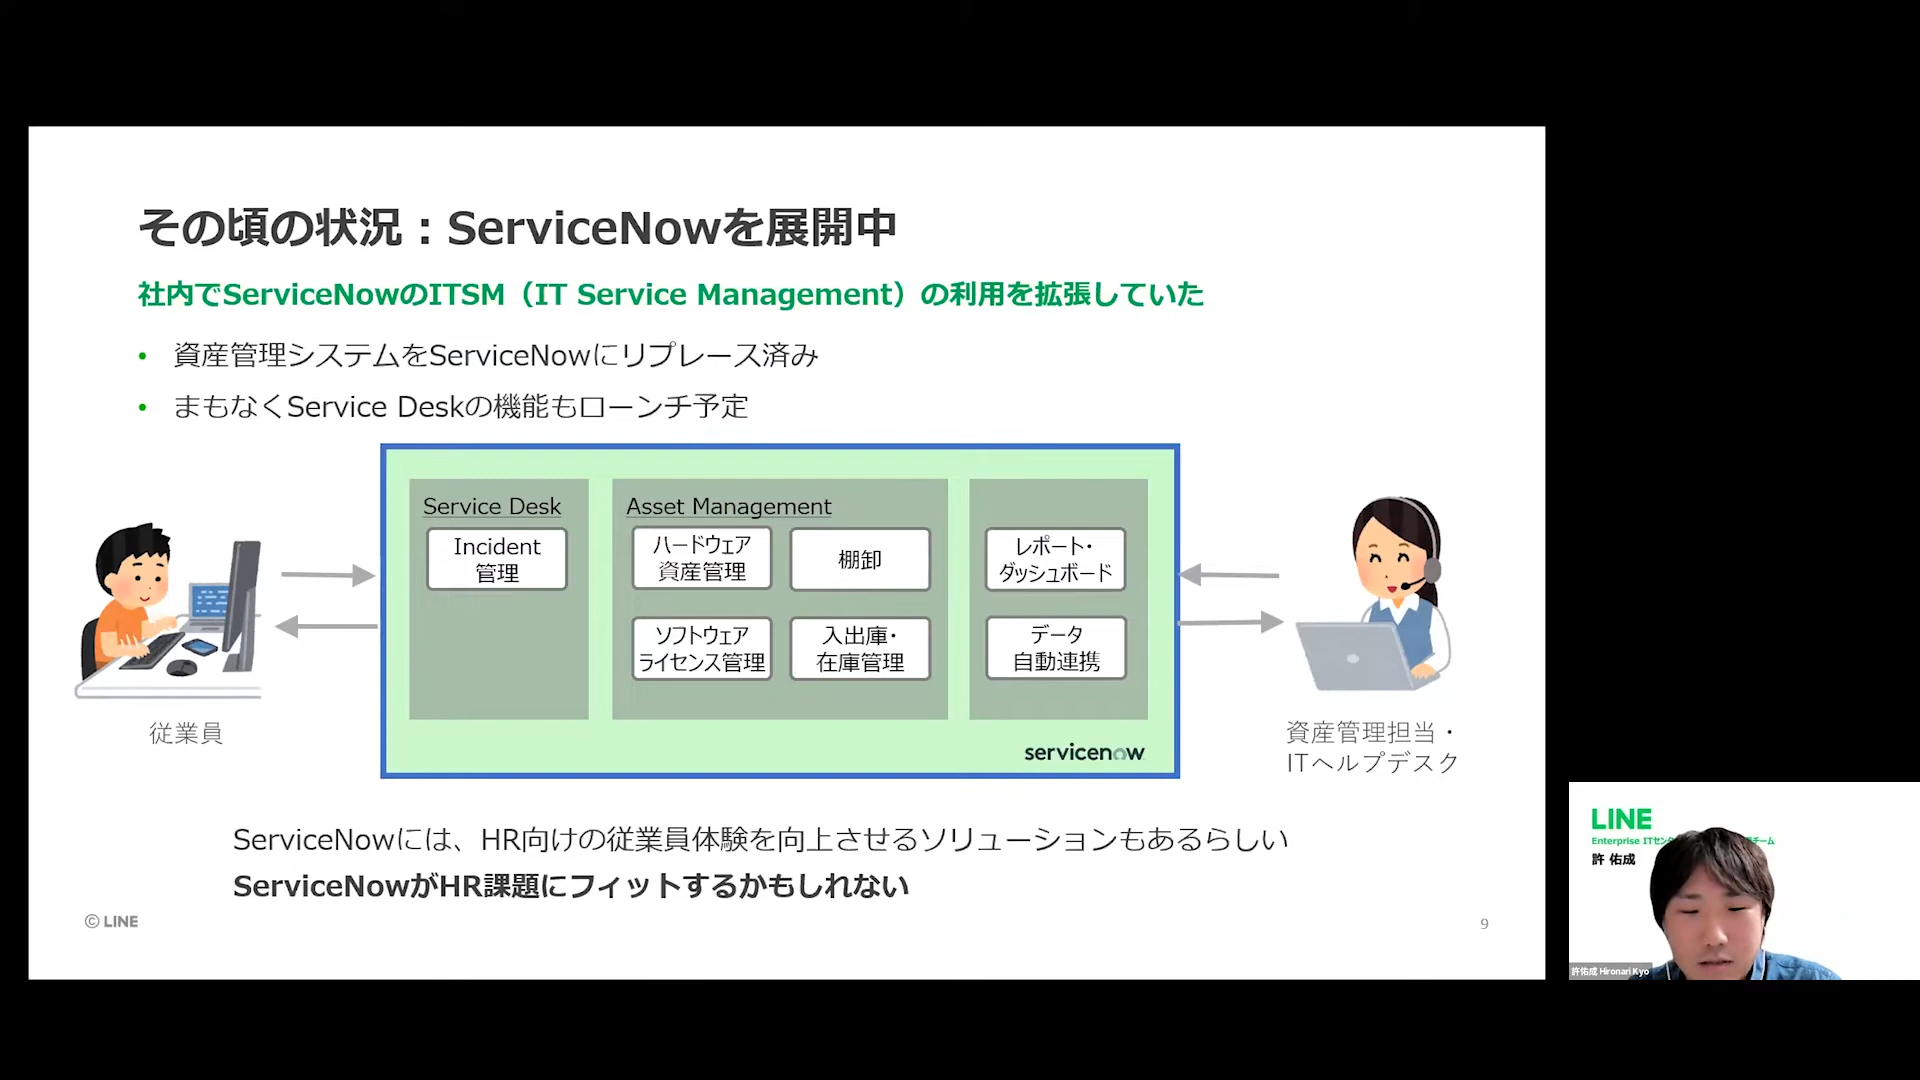 その頃の状況：ServiceNowを展開中
社内でServiceNowのITSM（IT Service Management）の利用を拡張していた
• 資産管理システムをServiceNowにリプレース済み
• まもなくService Deskの機能もローンチ予定
Service Desk
Incident
管理
Asset Management
ハードウェア
資産管理
棚卸
ソフトウェア
ライセンス管理
入出庫・
在庫管理
レポート・
ダッシュボード
データ
自動連携
servicenow
従業員
資産管理担当・
ITヘルプデスク
ServiceNowには、HR向けの従業員体験を向上させるソリューションもあるらしい
ServiceNowがHR課題にフィットするかもしれない
© LINE
9
LINE
Enterprise ITセン
許 佑成
許佑成 Hironari Kyo